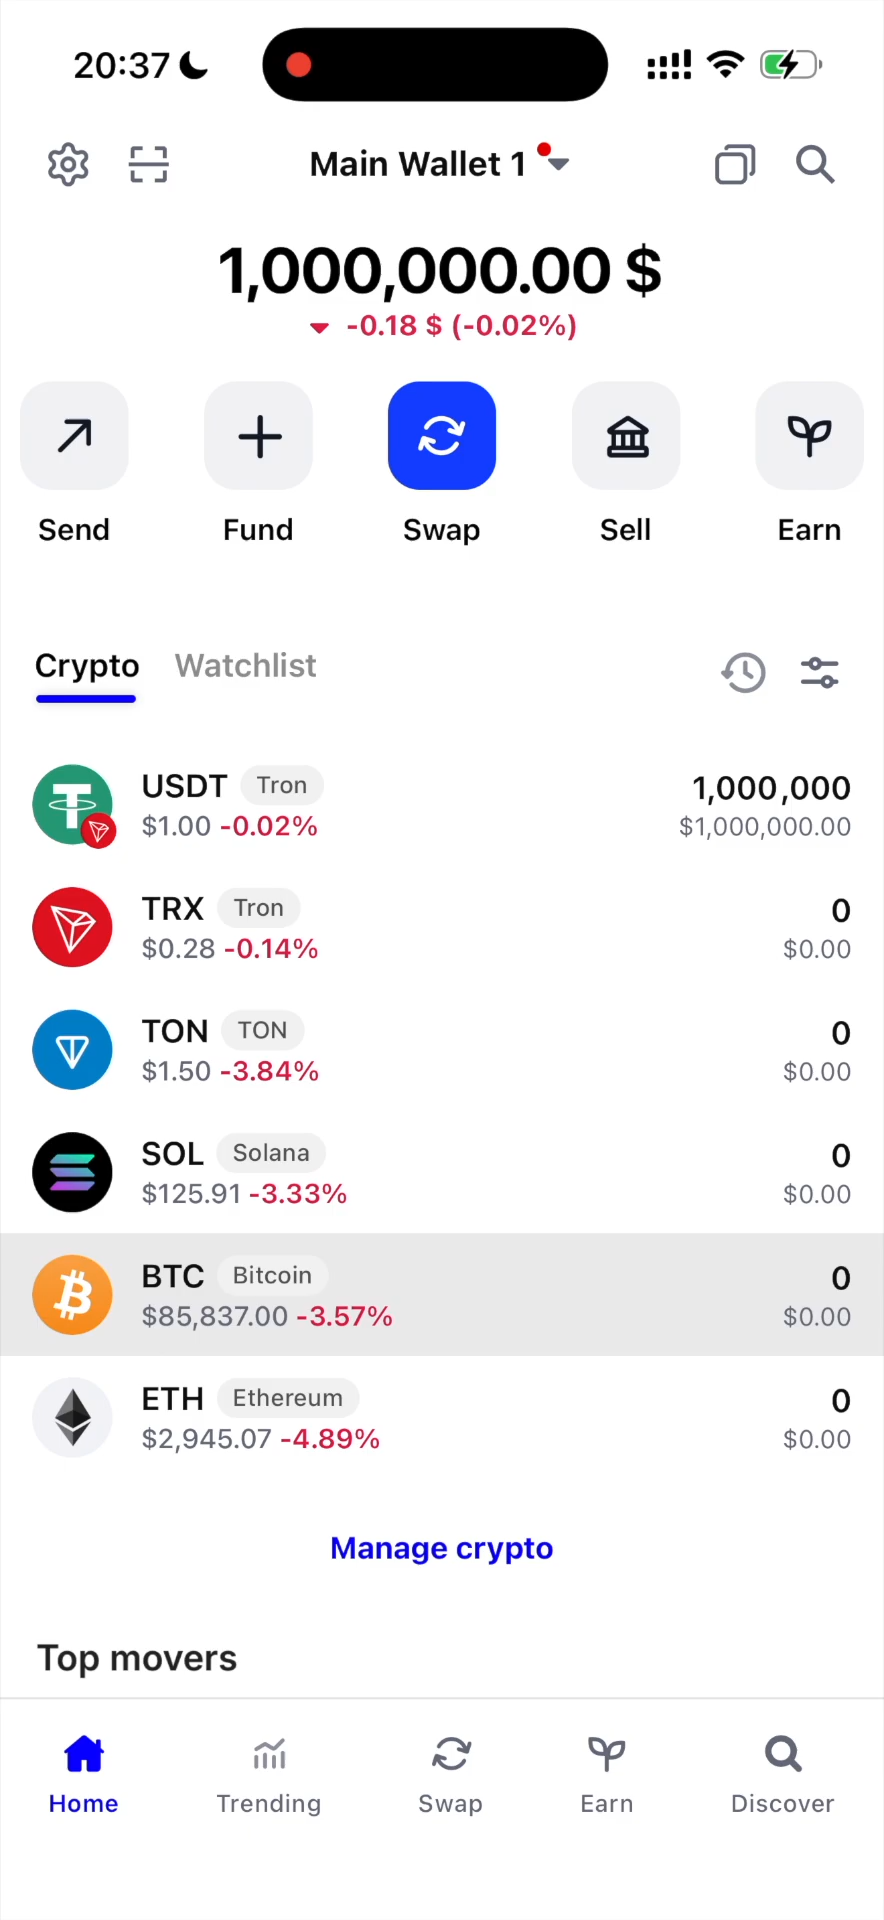 20:37
Main Wallet 1
1,000,000.00 $
-0.18 $ (-0.02%)
Send Fund Swap Sell Earn
Crypto Watchlist
USDT Tron 1,000,000
$1.00 -0.02% $1,000,000.00
TRX Tron 0
$0.28 -0.14% $0.00
TON TON 0
$1.50 -3.84% $0.00
SOL Solana 0
$125.91 -3.33% $0.00
BTC Bitcoin 0
$85,837.00 -3.57% $0.00
ETH Ethereum 0
$2,945.07 -4.89% $0.00
Manage crypto
Top movers
Home Trending Swap Earn Discover